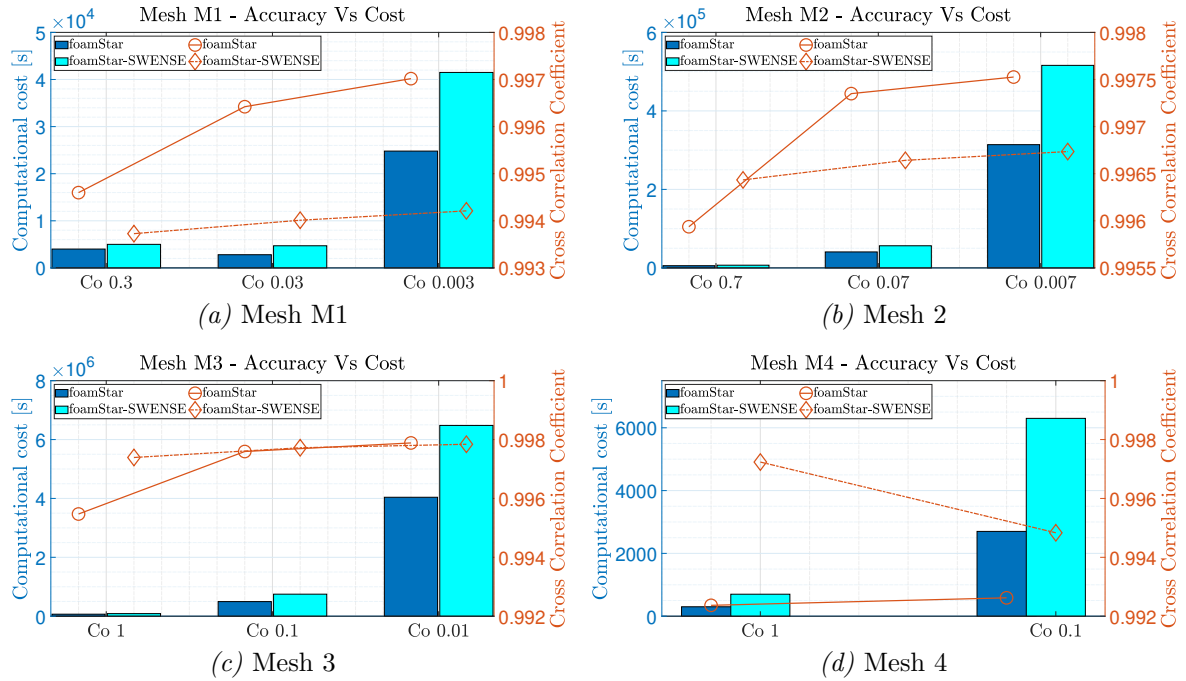 Mesh M1 - Accuracy Vs Cost
×10⁴
foamStar
foamStar-SWENSE
foamStar
foamStar-SWENSE
Computational cost [s]
5
4
3
2
1
0
Cross Correlation Coefficient
0.998
0.997
0.996
0.995
0.994
0.993
Co 0.3
Co 0.03
Co 0.003
(a) Mesh M1
Mesh M2 - Accuracy Vs Cost
×10⁵
foamStar
foamStar-SWENSE
foamStar
foamStar-SWENSE
Computational cost [s]
6
4
2
0
Cross Correlation Coefficient
0.998
0.9975
0.997
0.9965
0.996
0.9955
Co 0.7
Co 0.07
Co 0.007
(b) Mesh 2
Mesh M3 - Accuracy Vs Cost
×10⁶
foamStar
foamStar-SWENSE
foamStar
foamStar-SWENSE
Computational cost [s]
8
6
4
2
0
Cross Correlation Coefficient
1
0.998
0.996
0.994
0.992
Co 1
Co 0.1
Co 0.01
(c) Mesh 3
Mesh M4 - Accuracy Vs Cost
foamStar
foamStar-SWENSE
foamStar
foamStar-SWENSE
Computational cost [s]
6000
4000
2000
0
Cross Correlation Coefficient
1
0.998
0.996
0.994
0.992
Co 1
Co 0.1
(d) Mesh 4